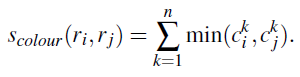 s_{colour}(r_i, r_j) = \sum_{k=1}^{n} \min(c_i^k, c_j^k).